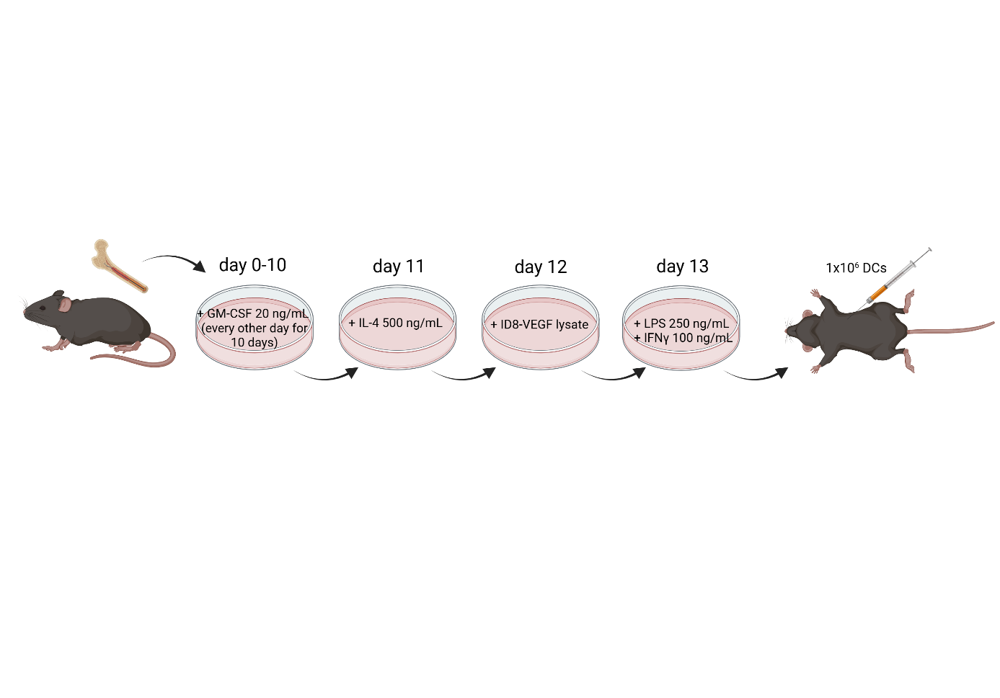 day 0-10
+ GM-CSF 20 ng/mL
(every other day for
10 days)
day 11
+ IL-4 500 ng/mL
day 12
+ ID8-VEGF lysate
day 13
+ LPS 250 ng/mL
+ IFNγ 100 ng/mL
1x10⁶ DCs